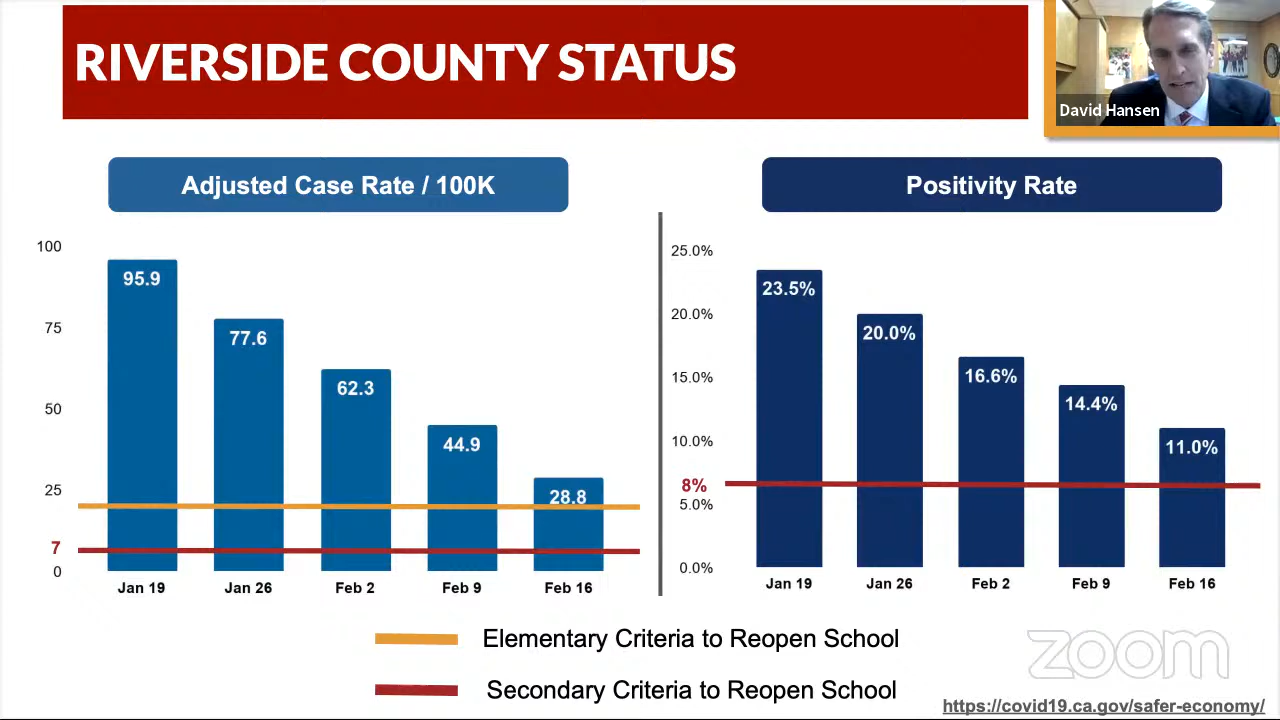 RIVERSIDE COUNTY STATUS
David Hansen
Adjusted Case Rate / 100K
Positivity Rate
100
75
50
25
7
0
95.9
77.6
62.3
44.9
28.8
Jan 19
Jan 26
Feb 2
Feb 9
Feb 16
25.0%
20.0%
15.0%
10.0%
8%
5.0%
0.0%
23.5%
20.0%
16.6%
14.4%
11.0%
Jan 19
Jan 26
Feb 2
Feb 9
Feb 16
Elementary Criteria to Reopen School
Secondary Criteria to Reopen School
zoom
https://covid19.ca.gov/safer-economy/